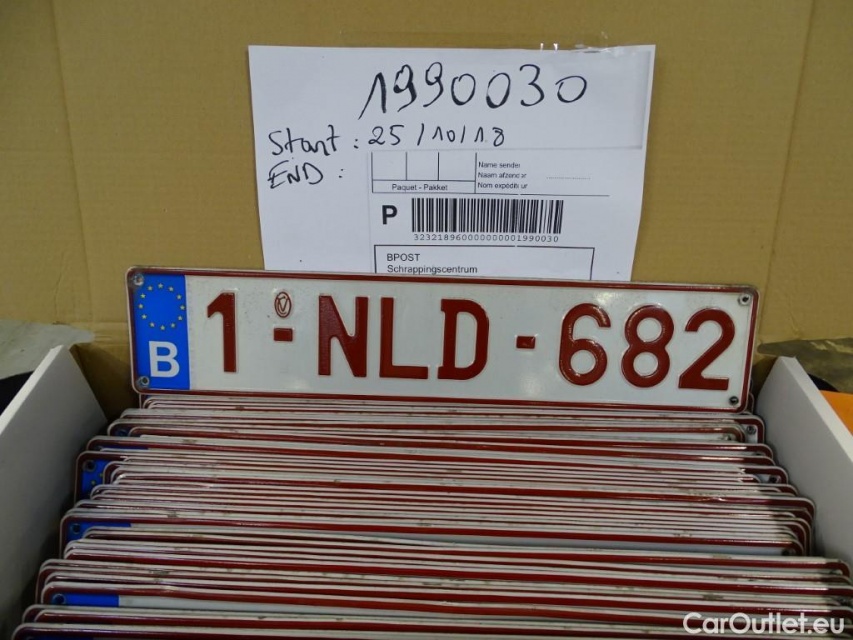 1990030
Start : 25/10/18
END :
Name sender
Naam afzender
Paquet - Pakket
Nom expéditeur
P
323218960000000001990030
BPOST
Schrappingscentrum
B 1-NLD-682
CarOutlet.eu